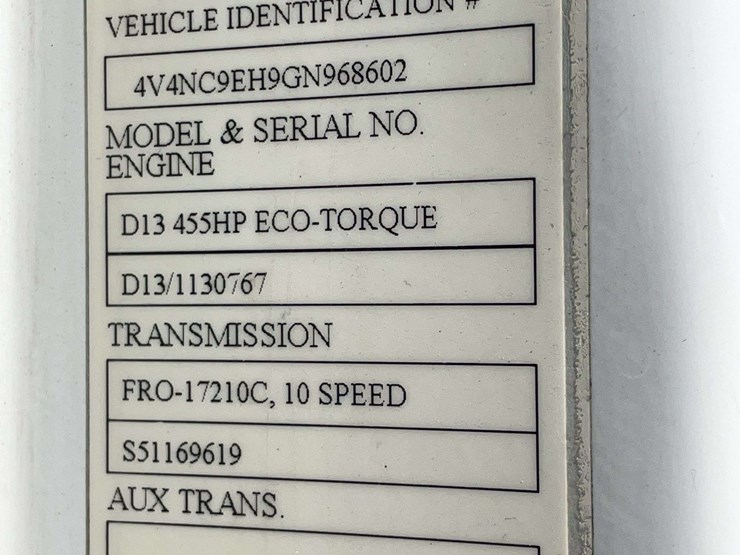 VEHICLE IDENTIFICATION #
4V4NC9EH9GN968602
MODEL & SERIAL NO.
ENGINE
D13 455HP ECO-TORQUE
D13/1130767
TRANSMISSION
FRO-17210C, 10 SPEED
S51169619
AUX TRANS.